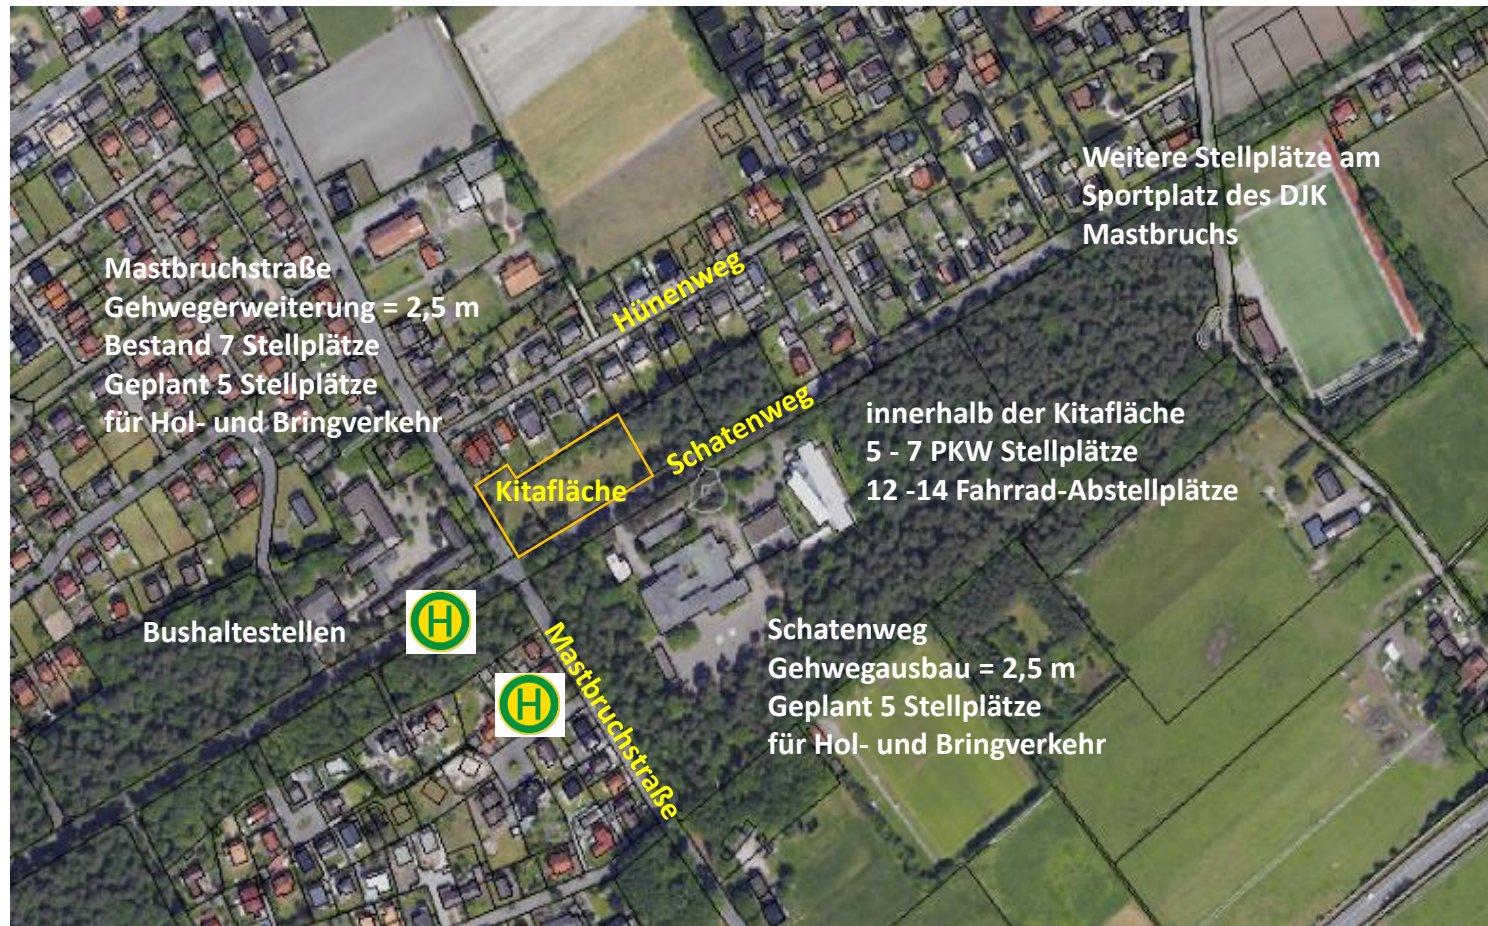 Weitere Stellplätze am
Sportplatz des DJK
Mastbruchs
Mastbruchstraße
Gehwegerweiterung = 2,5 m
Bestand 7 Stellplätze
Geplant 5 Stellplätze
für Hol- und Bringverkehr
Hünenweg
Schatenweg
innerhalb der Kitafläche
5 - 7 PKW Stellplätze
12 -14 Fahrrad-Abstellplätze
Kitafläche
Bushaltestellen
H
H
Mastbruchstraße
Schatenweg
Gehwegausbau = 2,5 m
Geplant 5 Stellplätze
für Hol- und Bringverkehr